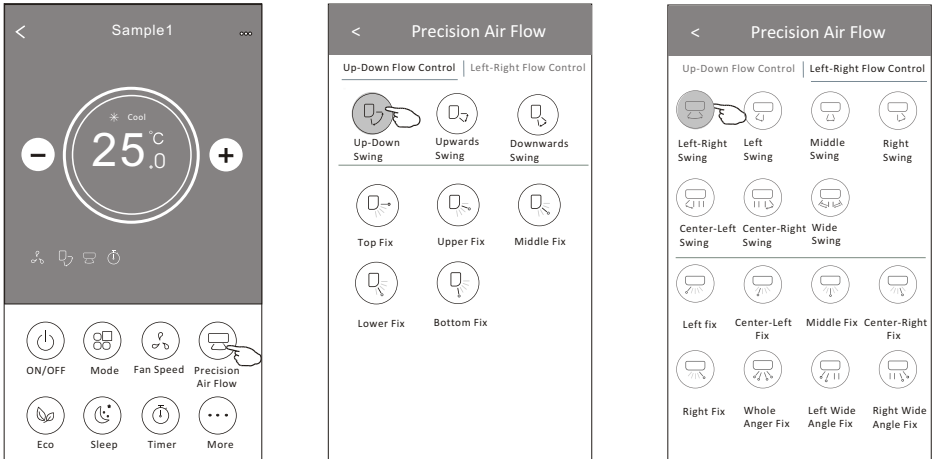 < Sample1 ...
Cool
25.0 °C
ON/OFF Mode Fan Speed Precision
Air Flow
Eco Sleep Timer More
< Precision Air Flow
Up-Down Flow Control | Left-Right Flow Control
Up-Down Upwards Downwards
Swing Swing Swing
Top Fix Upper Fix Middle Fix
Lower Fix Bottom Fix
< Precision Air Flow
Up-Down Flow Control | Left-Right Flow Control
Left-Right Left Middle Right
Swing Swing Swing Swing
Center-Left Center-Right Wide
Swing Swing Swing
Left fix Center-Left Middle Fix Center-Right
Fix Fix
Right Fix Whole Left Wide Right Wide
Anger Fix Angle Fix Angle Fix